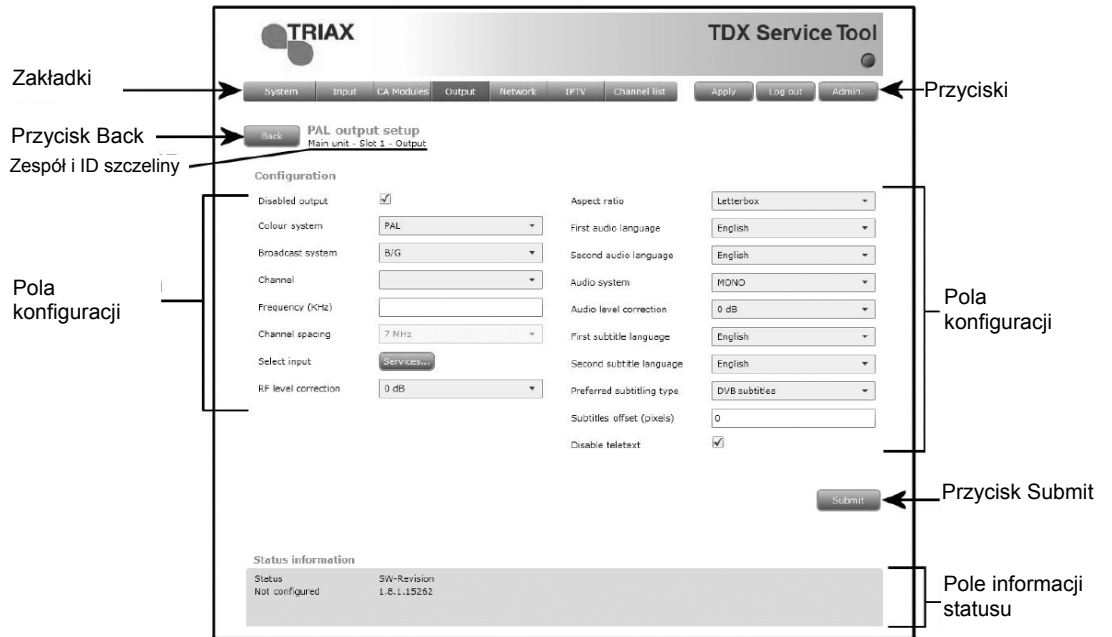 TRIAX
TDX Service Tool
Zakładki
System Input CA Modules Output Network IPTV Channel list Apply Log out Admin.
Przyciski
Przycisk Back
Back
PAL output setup
Main unit - Slot 1 - Output
Zespół i ID szczeliny
Configuration
Pola
konfiguracji
Disabled output
Colour system PAL
Broadcast system B/G
Channel
Frequency (KHz)
Channel spacing 7 MHz
Select input Services...
RF level correction 0 dB
Aspect ratio Letterbox
First audio language English
Second audio language English
Audio system MONO
Audio level correction 0 dB
First subtitle language English
Second subtitle language English
Preferred subtitling type DVB subtitles
Subtitles offset (pixels) 0
Disable teletext
Pola
konfiguracji
Submit
Przycisk Submit
Status information
Status SW-Revision
Not configured 1.8.1.15262
Pole informacji
statusu